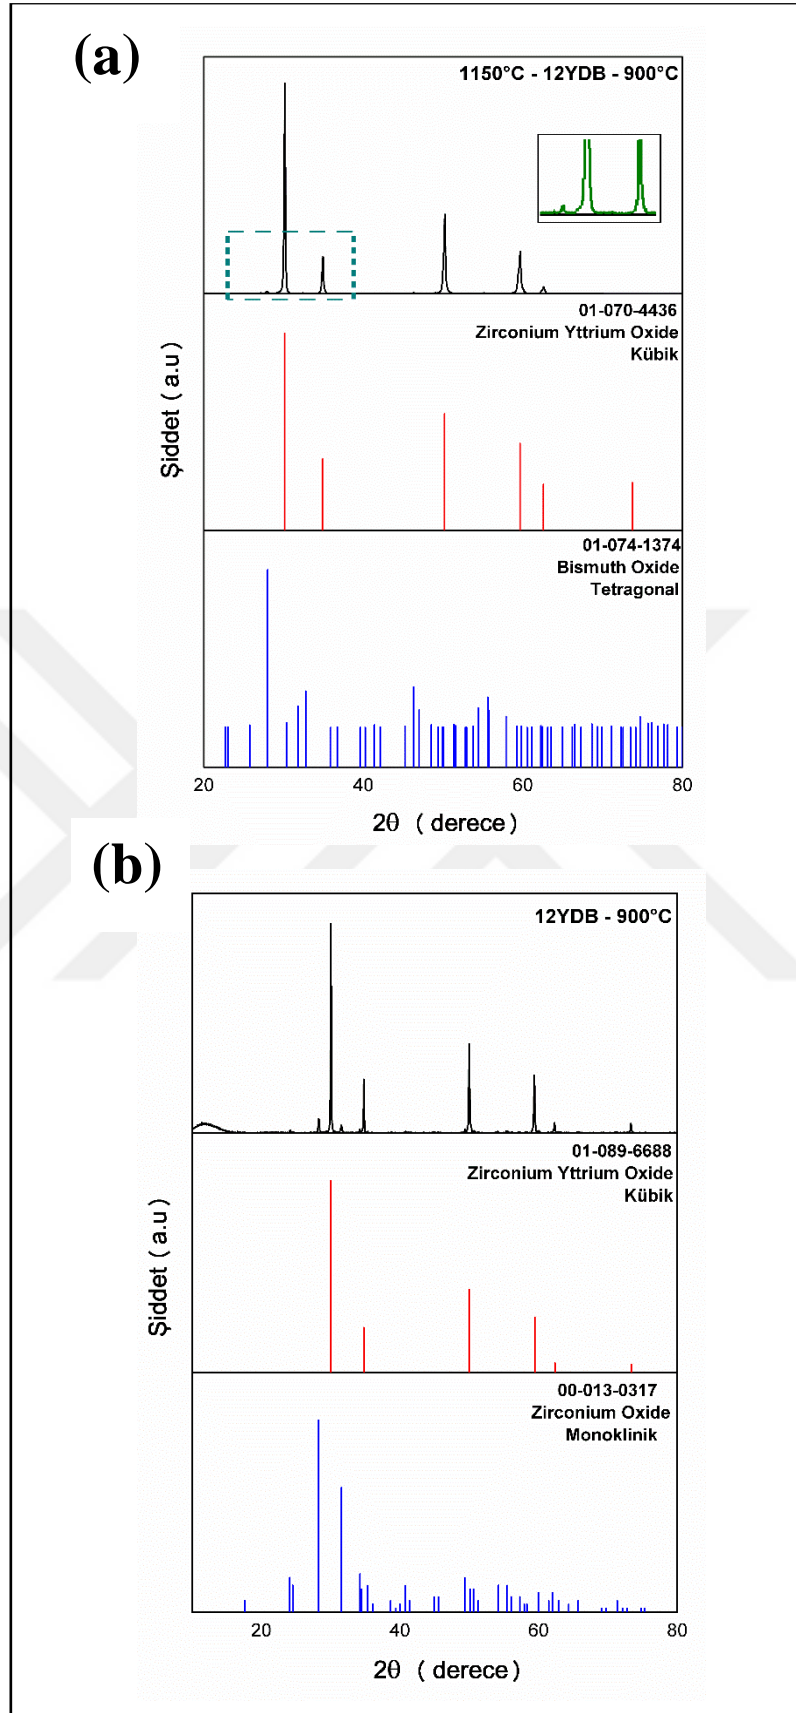 (a)
1150°C - 12YDB - 900°C
01-070-4436
Zirconium Yttrium Oxide
Kübik
Şiddet ( a.u )
01-074-1374
Bismuth Oxide
Tetragonal
20 40 60 80
2θ ( derece )
(b)
12YDB - 900°C
01-089-6688
Zirconium Yttrium Oxide
Kübik
Şiddet ( a.u )
00-013-0317
Zirconium Oxide
Monoklinik
20 40 60 80
2θ ( derece )